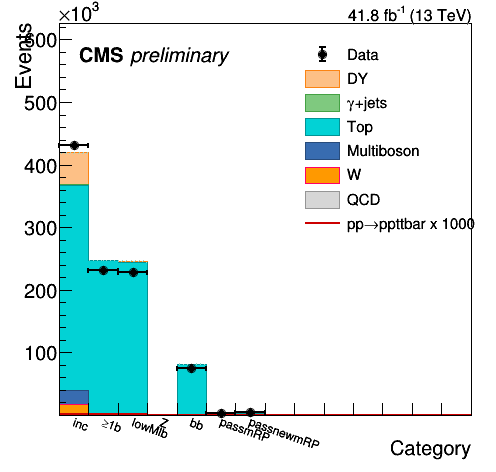 ×10³
41.8 fb⁻¹ (13 TeV)
Events
CMS preliminary
600
500
400
300
200
100
Data
DY
γ+jets
Top
Multiboson
W
QCD
pp→ppttbar x 1000
inc
≥1b
lowMlb
Z
bb
passmRP
passnewmRP
Category